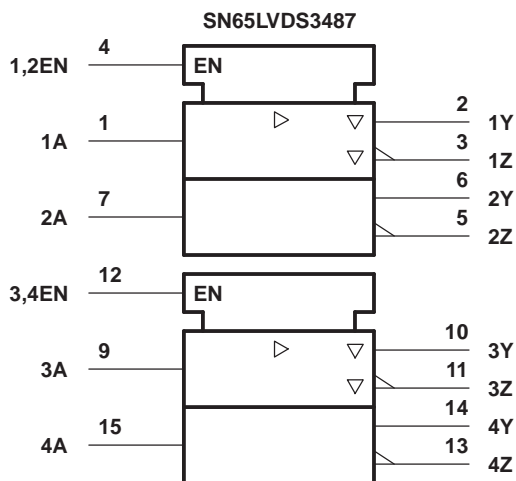 SN65LVDS3487
1,2EN 4 EN
1A 1 2 1Y
3 1Z
2A 7 6 2Y
5 2Z
3,4EN 12 EN
3A 9 10 3Y
11 3Z
4A 15 14 4Y
13 4Z